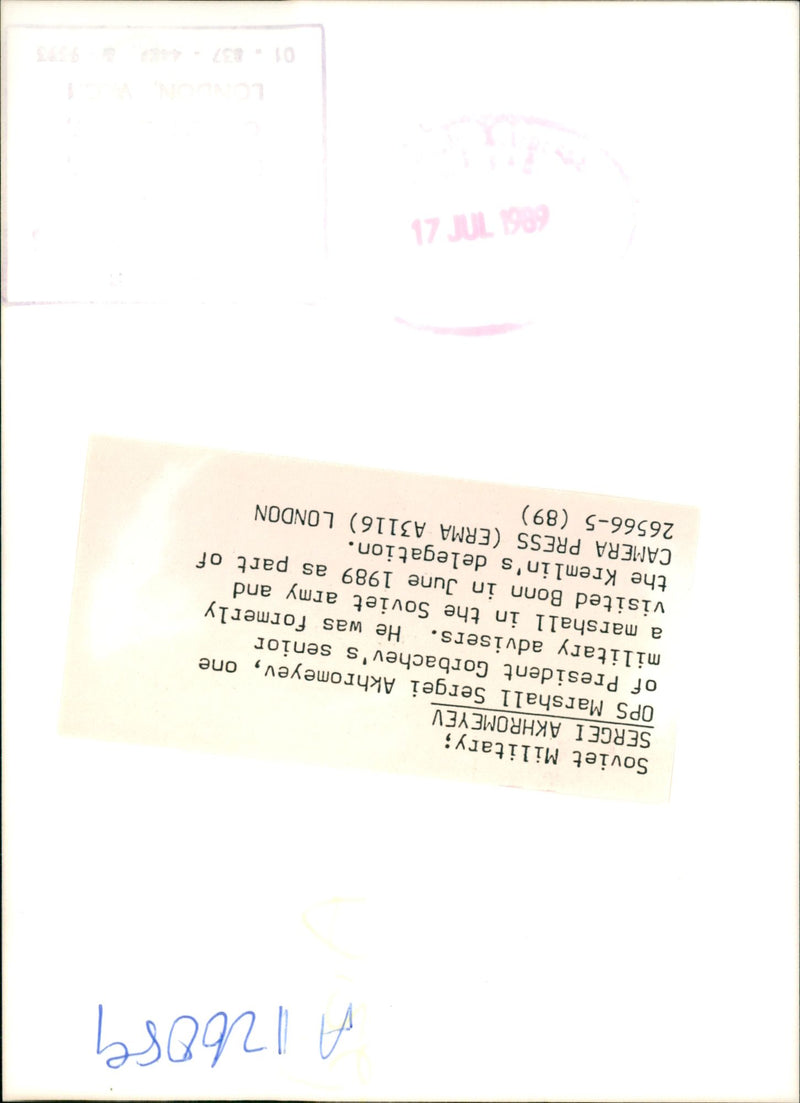 17 JUL 1989
Soviet Military;
SERGEI AKHROMEYEV
OPS Marshall Sergei Akhromeyev, one
of President Gorbachev's senior
military advisers. He was formerly
a marshall in the Soviet army and
visited Bonn in June 1989 as part of
the Kremlin's delegation.
CAMERA PRESS (ERMA A3116) LONDON
26566-5 (89)
LONDON, WC1